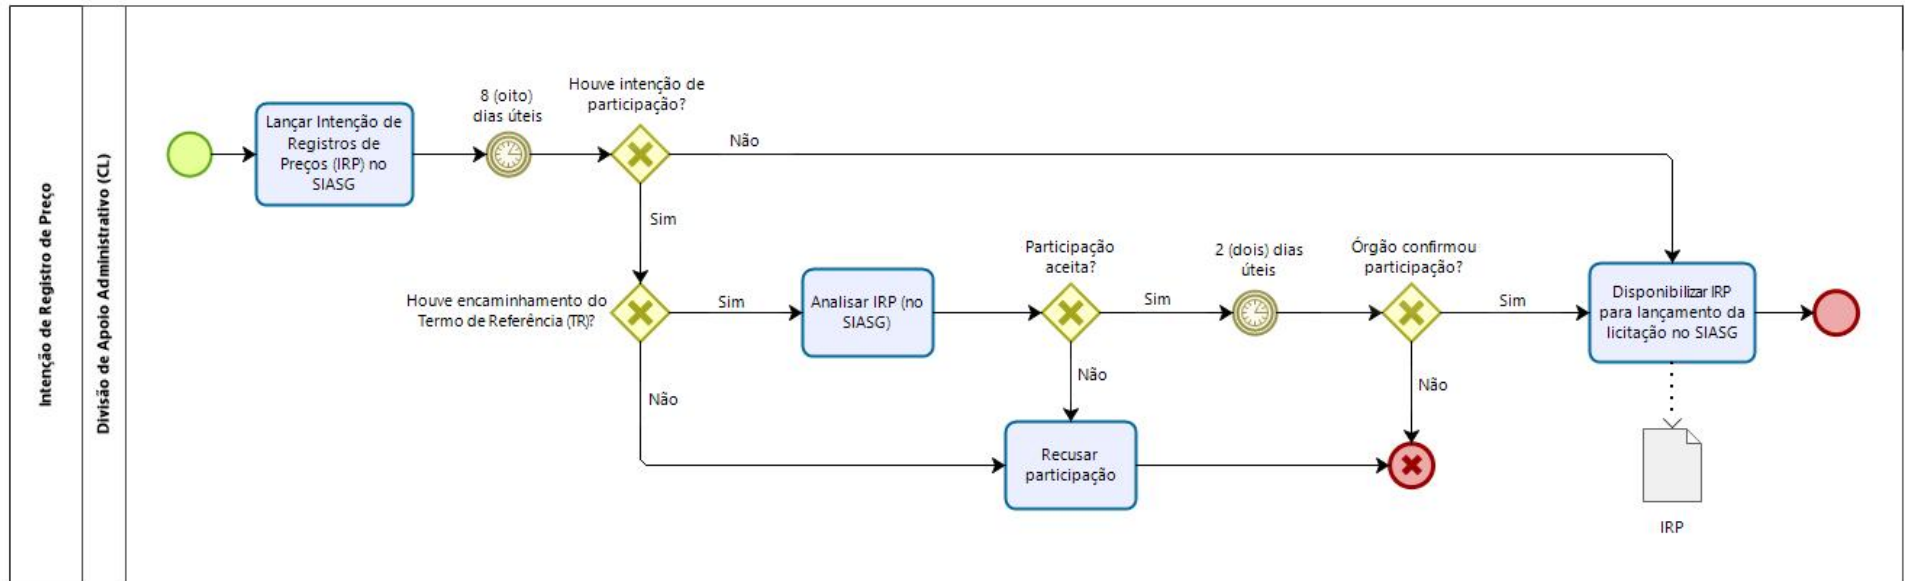 Intenção de Registro de Preço
Divisão de Apoio Administrativo (CL)
Lançar Intenção de
Registros de
Preços (IRP) no
SIASG
8 (oito)
dias úteis
Houve intenção de
participação?
Não
Sim
Houve encaminhamento do
Termo de Referência (TR)?
Sim
Não
Analisar IRP (no
SIASG)
Participação
aceita?
Sim
Não
Recusar
participação
2 (dois) dias
úteis
Órgão confirmou
participação?
Sim
Não
Disponibilizar IRP
para lançamento da
licitação no SIASG
IRP